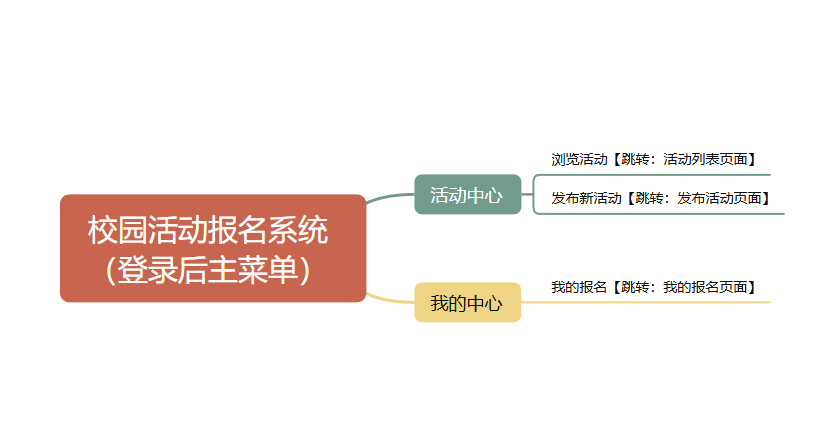 校园活动报名系统
（登录后主菜单）
活动中心
浏览活动【跳转：活动列表页面】
发布新活动【跳转：发布活动页面】
我的中心
我的报名【跳转：我的报名页面】